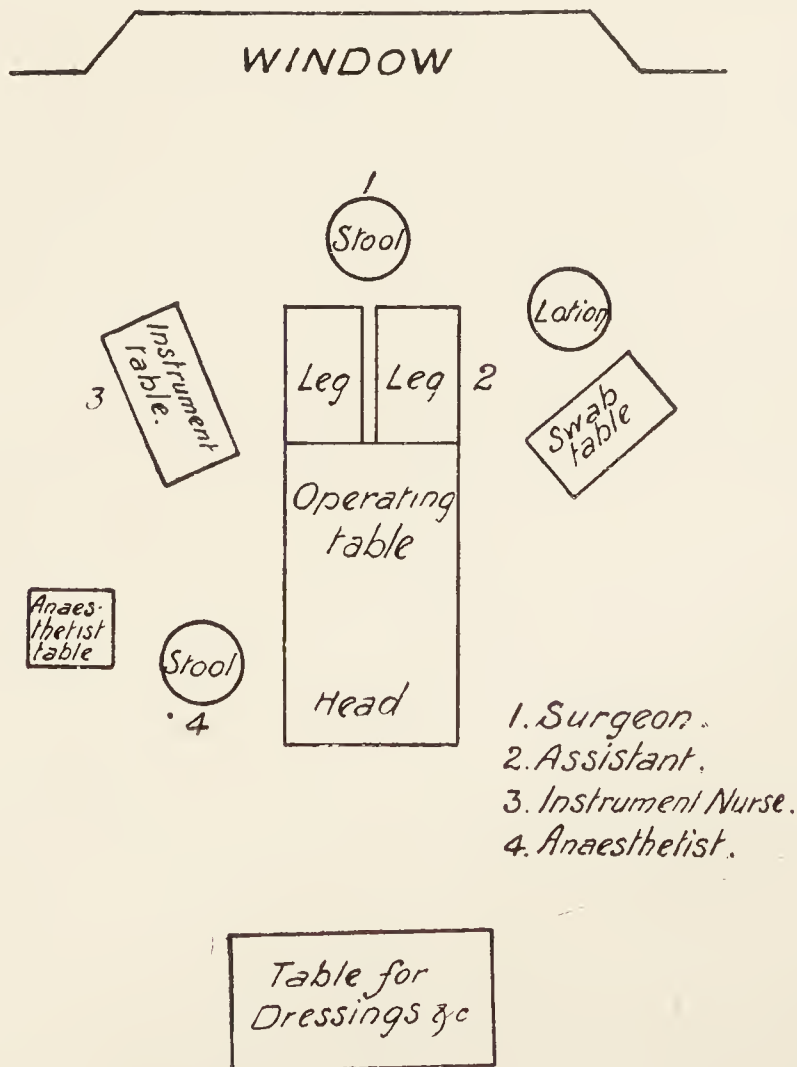 WINDOW
1
Stool
Lotion
Instrument
table.
3
Leg
Leg
2
Swab
table
Operating
table
Anaes-
thetist
table
Stool
4
Head
1. Surgeon.
2. Assistant.
3. Instrument Nurse.
4. Anaesthetist.
Table for
Dressings &c